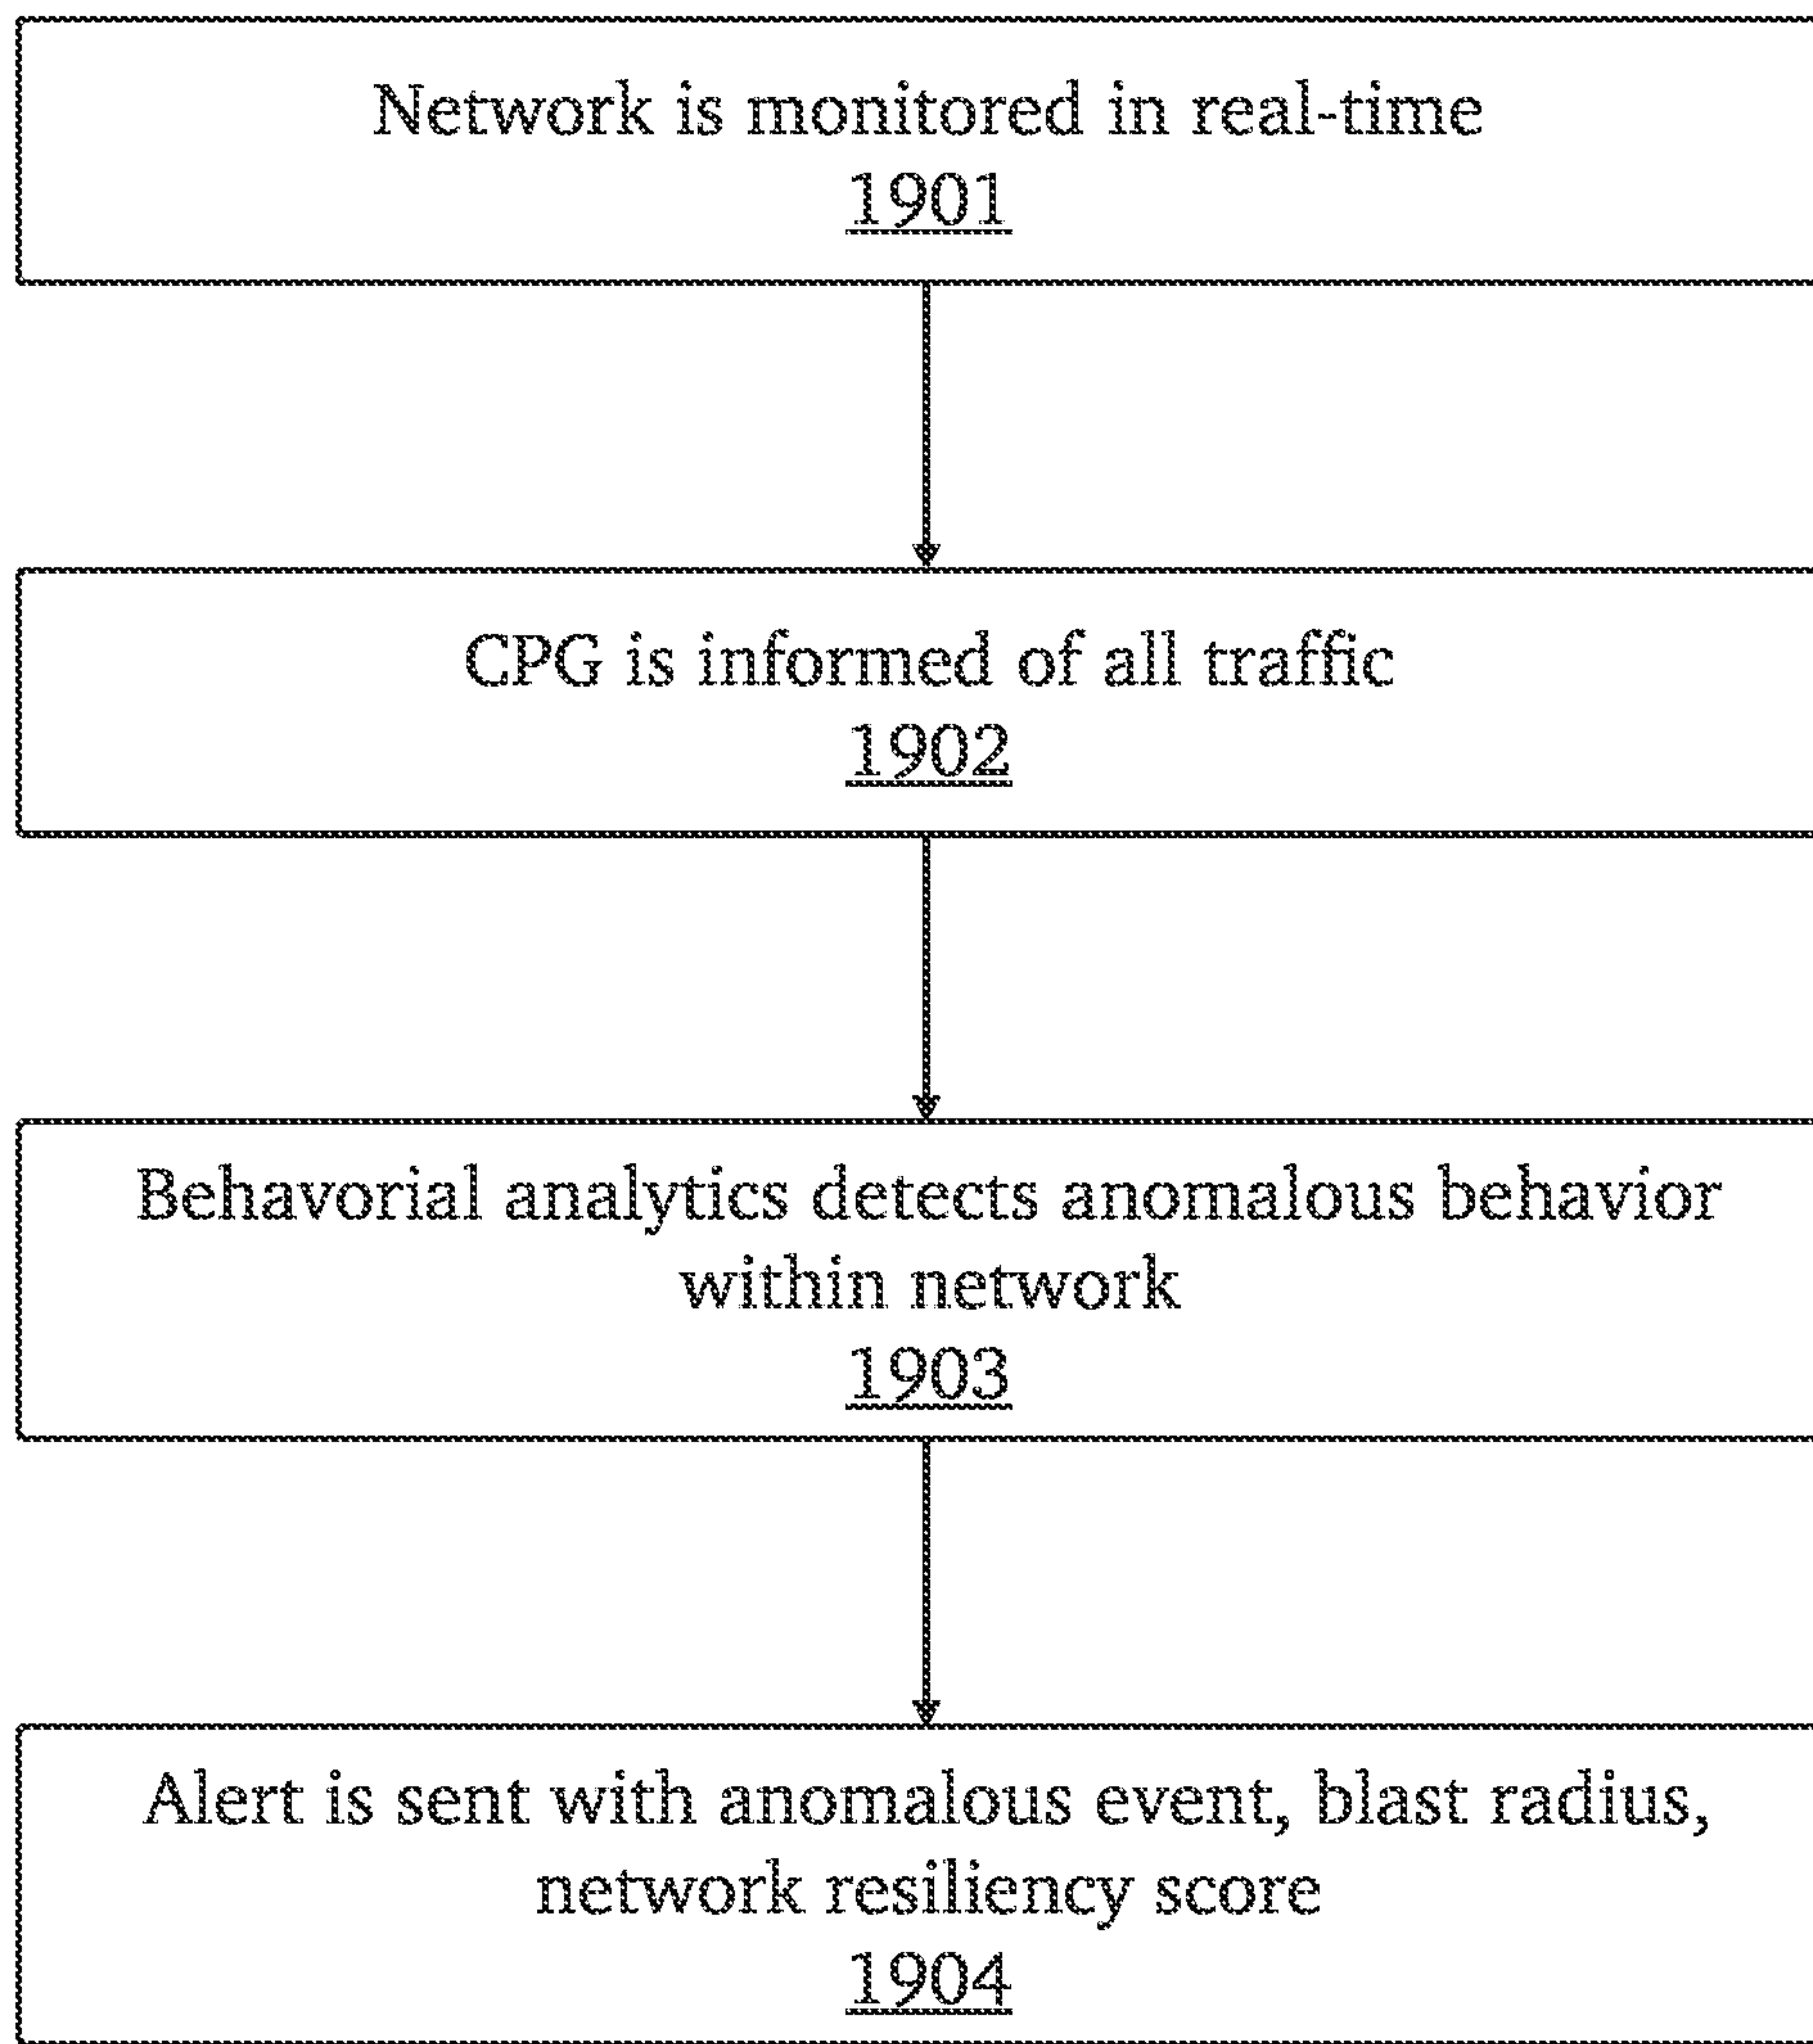 Network is monitored in real-time
1901
CPG is informed of all traffic
1902
Behavorial analytics detects anomalous behavior
within network
1903
Alert is sent with anomalous event, blast radius,
network resiliency score
1904